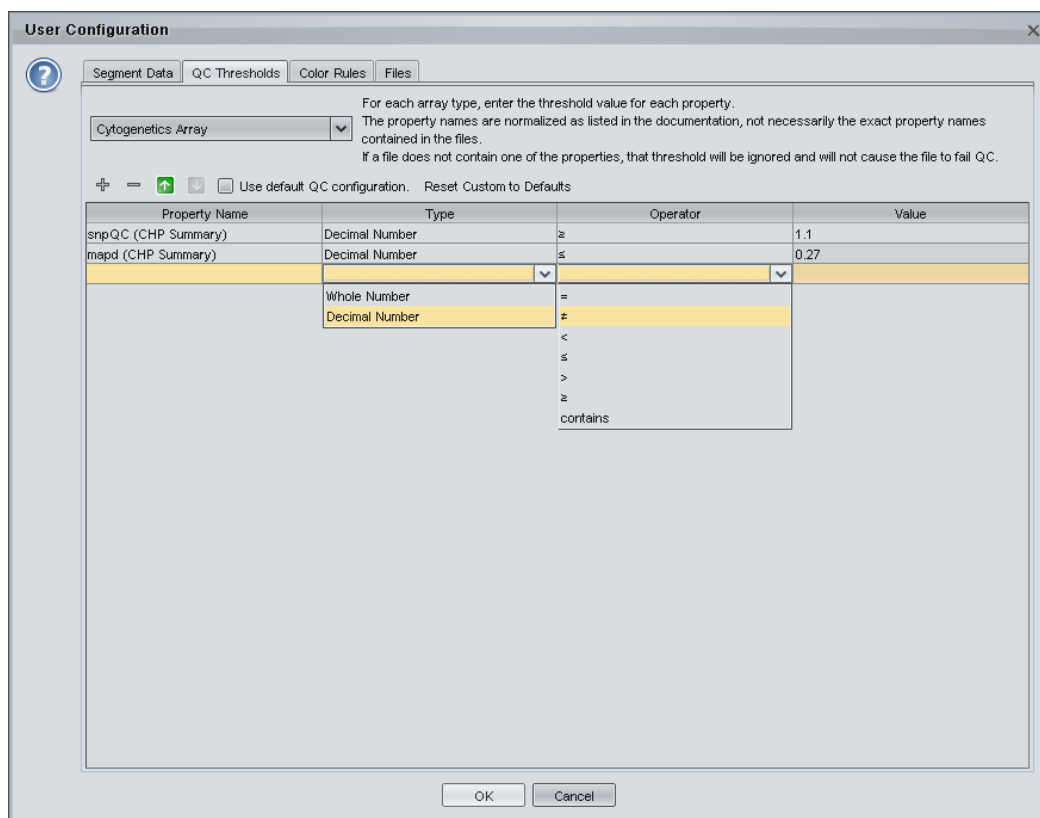 User Configuration
?
Segment Data QC Thresholds Color Rules Files
Cytogenetics Array
For each array type, enter the threshold value for each property.
The property names are normalized as listed in the documentation, not necessarily the exact property names
contained in the files.
If a file does not contain one of the properties, that threshold will be ignored and will not cause the file to fail QC.
Use default QC configuration. Reset Custom to Defaults
Property Name Type Operator Value
snpQC (CHP Summary) Decimal Number ≥ 1.1
mapd (CHP Summary) Decimal Number ≤ 0.27
Whole Number =
Decimal Number ≠
<
≤
>
≥
contains
OK Cancel